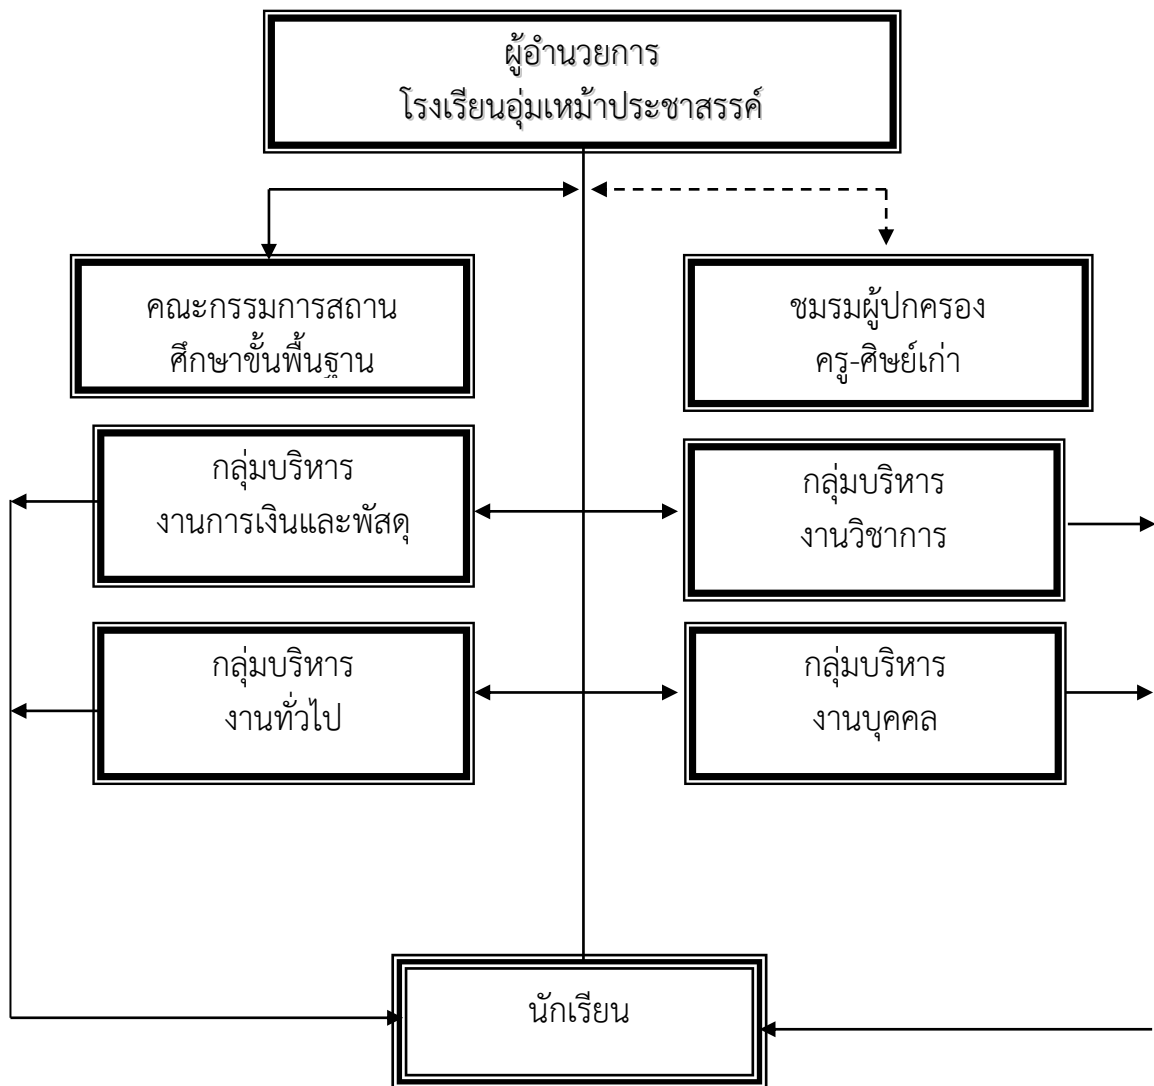 ผู้อำนวยการ
โรงเรียนอุ่มเหม้าประชาสรรค์
คณะกรรมการสถาน
ศึกษาขั้นพื้นฐาน
ชมรมผู้ปกครอง
ครู-ศิษย์เก่า
กลุ่มบริหาร
งานการเงินและพัสดุ
กลุ่มบริหาร
งานวิชาการ
กลุ่มบริหาร
งานทั่วไป
กลุ่มบริหาร
งานบุคคล
นักเรียน